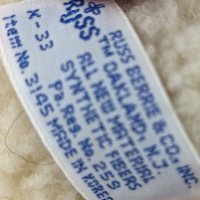 Russ
X-33
Item No. 3145 MADE IN KOREA
RUSS BERRIE & CO., INC.
OAKLAND, N.J.
ALL NEW MATERIAL
SYNTHETIC FIBERS
Pa. Reg. No. 259